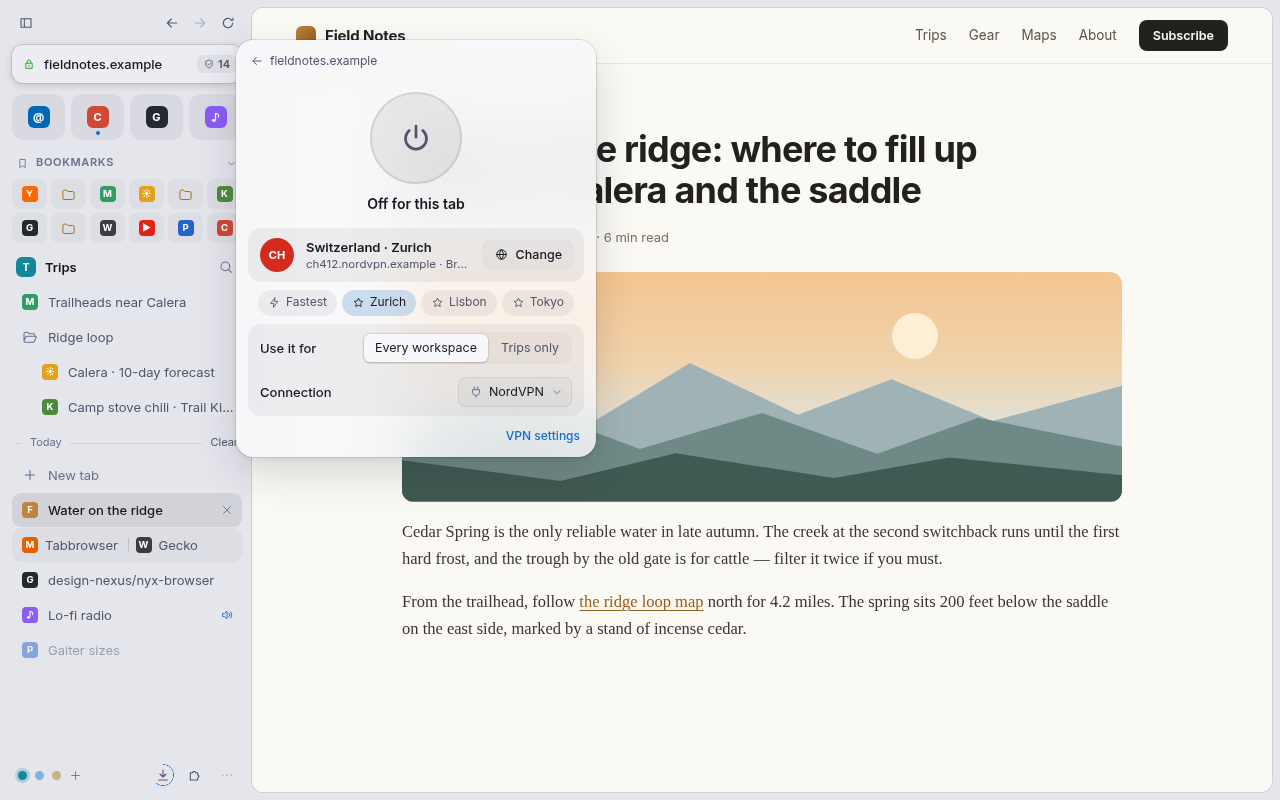 fieldnotes.example
14
@
C
G
BOOKMARKS
Y
M
K
G
W
P
C
T
Trips
M
Trailheads near Calera
Ridge loop
Calera · 10-day forecast
K
Camp stove chili · Trail Ki...
Today
Clear
New tab
F
Water on the ridge
M
Tabbrowser
W
Gecko
G
design-nexus/nyx-browser
Lo-fi radio
P
Gaiter sizes
fieldnotes.example
Off for this tab
CH
Switzerland · Zurich
ch412.nordvpn.example · Br...
Change
Fastest
Zurich
Lisbon
Tokyo
Use it for
Every workspace
Trips only
Connection
NordVPN
VPN settings
Field Notes
Trips
Gear
Maps
About
Subscribe
e ridge: where to fill up
alera and the saddle
· 6 min read
Cedar Spring is the only reliable water in late autumn. The creek at the second switchback runs until the first
hard frost, and the trough by the old gate is for cattle — filter it twice if you must.
From the trailhead, follow the ridge loop map north for 4.2 miles. The spring sits 200 feet below the saddle
on the east side, marked by a stand of incense cedar.